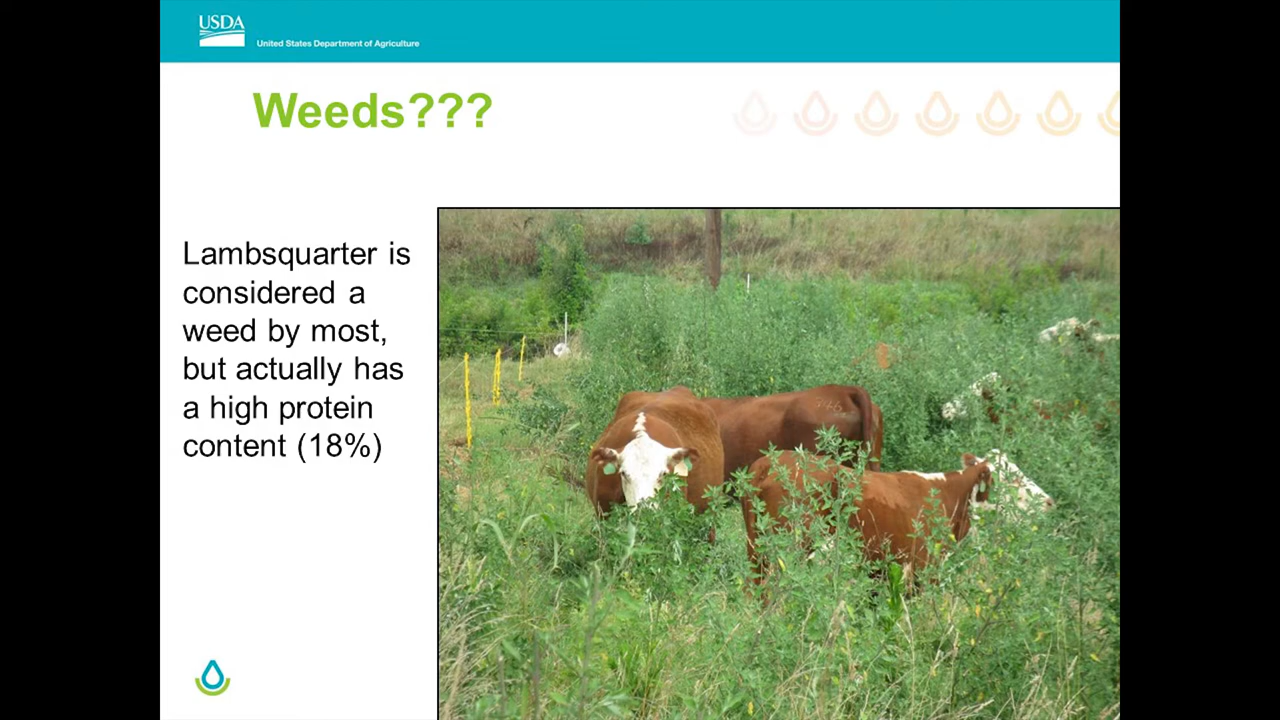 USDA
United States Department of Agriculture
Weeds???
Lambsquarter is
considered a
weed by most,
but actually has
a high protein
content (18%)